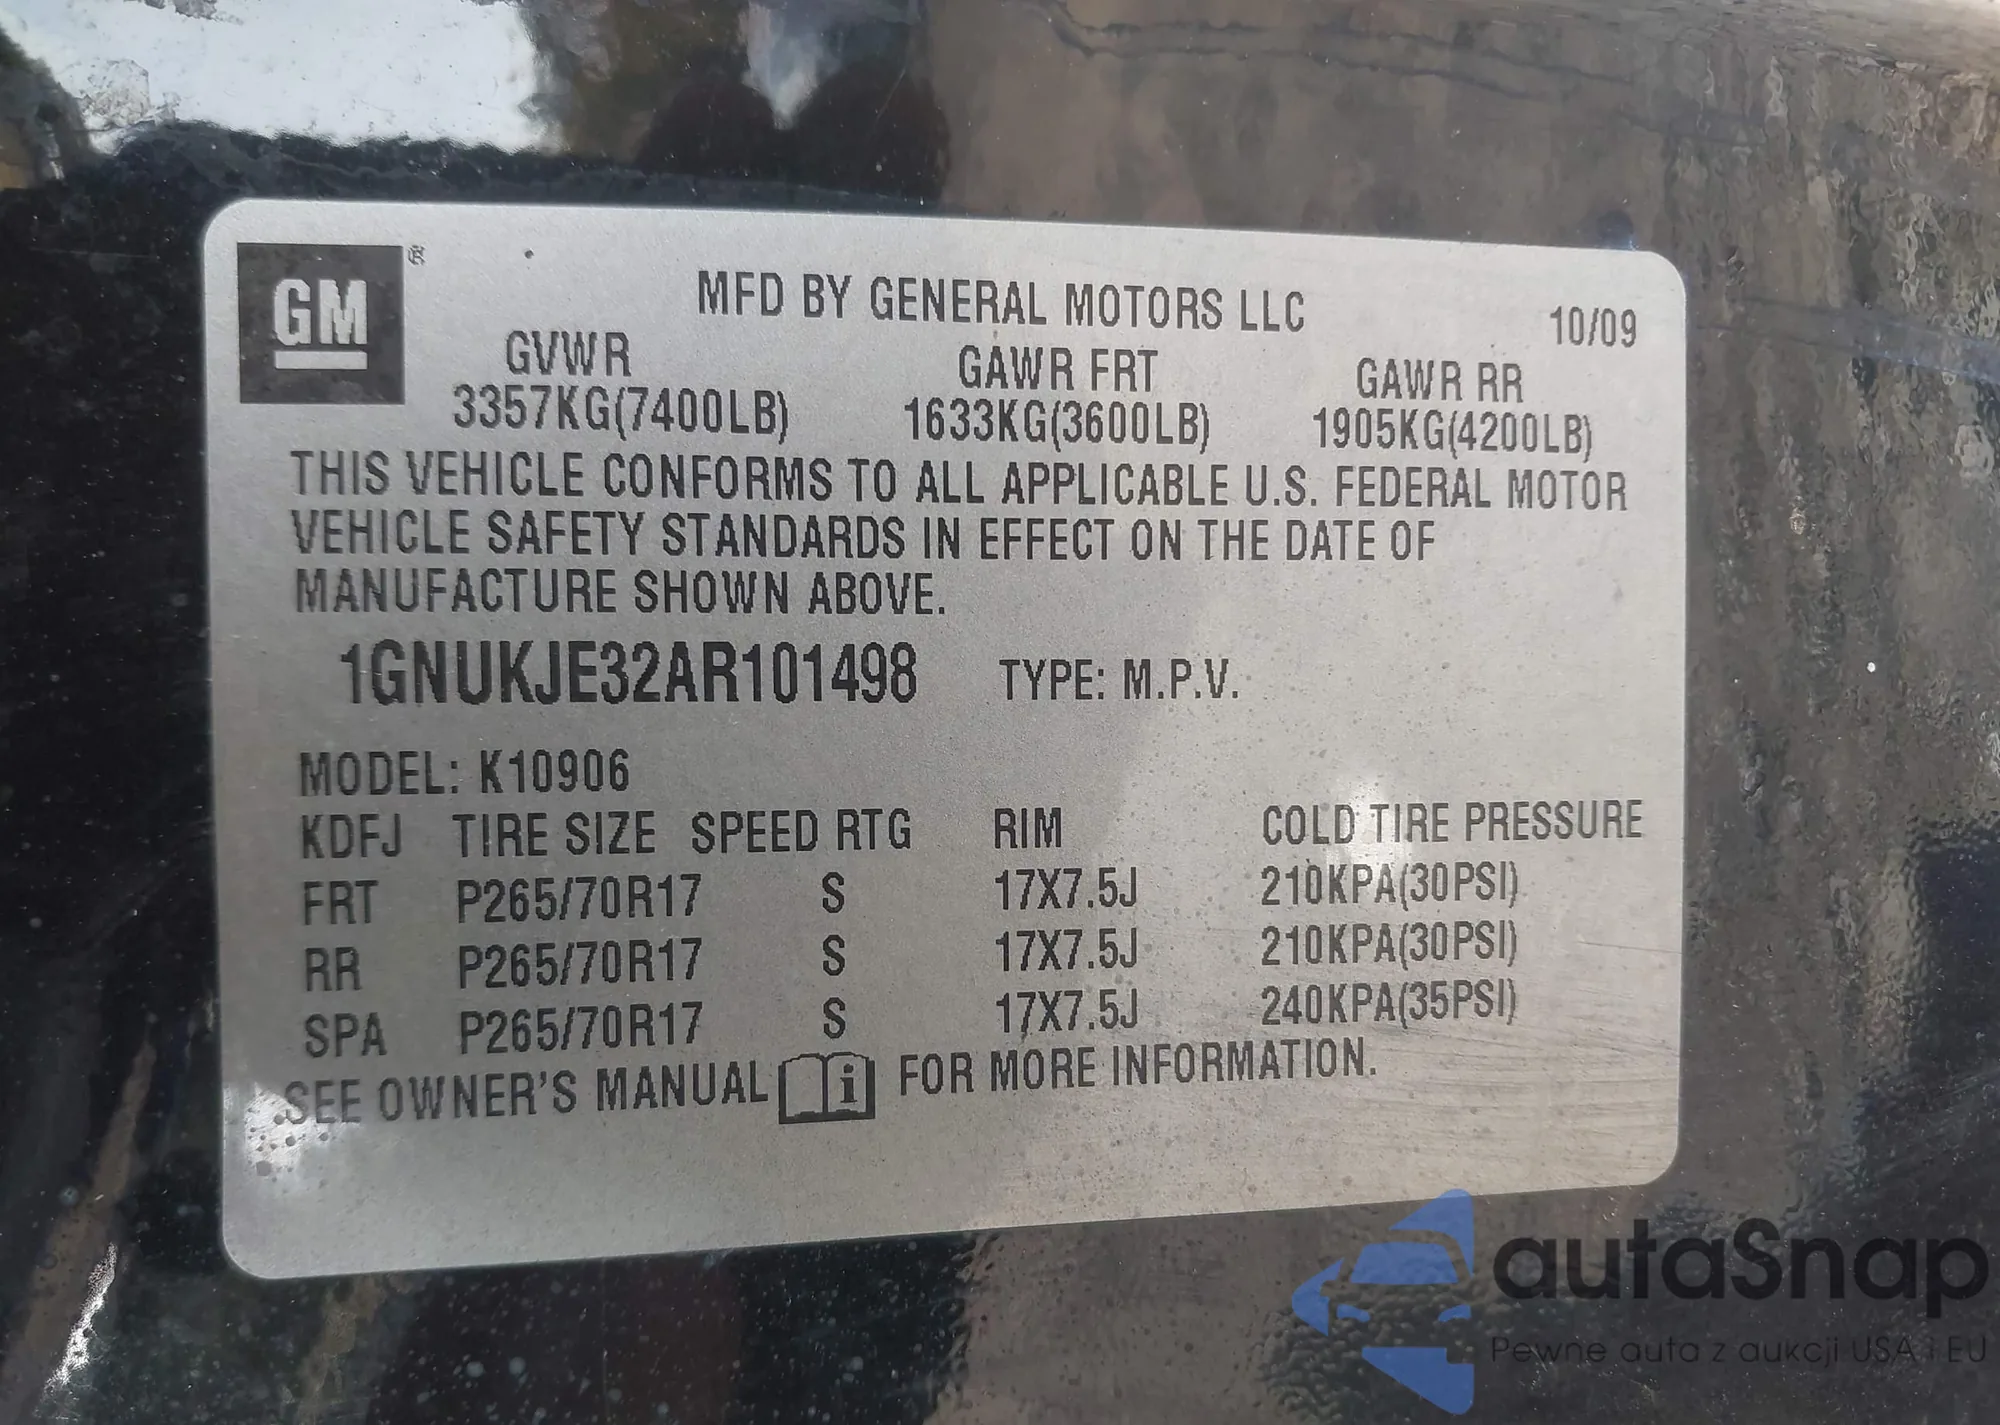 GM ®
MFD BY GENERAL MOTORS LLC 10/09
GVWR GAWR FRT GAWR RR
3357KG(7400LB) 1633KG(3600LB) 1905KG(4200LB)
THIS VEHICLE CONFORMS TO ALL APPLICABLE U.S. FEDERAL MOTOR
VEHICLE SAFETY STANDARDS IN EFFECT ON THE DATE OF
MANUFACTURE SHOWN ABOVE.
1GNUKJE32AR101498 TYPE: M.P.V.
MODEL: K10906
KDFJ TIRE SIZE SPEED RTG RIM COLD TIRE PRESSURE
FRT P265/70R17 S 17X7.5J 210KPA(30PSI)
RR P265/70R17 S 17X7.5J 210KPA(30PSI)
SPA P265/70R17 S 17X7.5J 240KPA(35PSI)
SEE OWNER'S MANUAL i FOR MORE INFORMATION.
autaSnap
Pewne auta z aukcji USA i EU